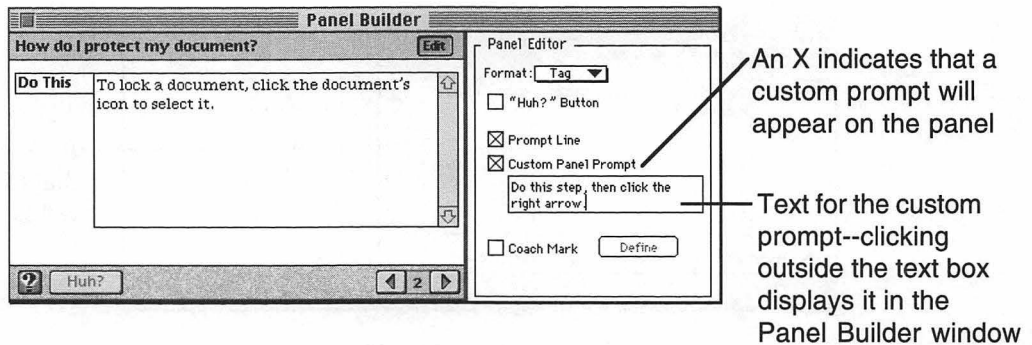 Panel Builder
How do I protect my document?
Edit
Do This
To lock a document, click the document's
icon to select it.
Huh?
2
Panel Editor
Format: Tag
"Huh?" Button
Prompt Line
Custom Panel Prompt
Do this step, then click the
right arrow.
Coach Mark
Define
An X indicates that a
custom prompt will
appear on the panel
Text for the custom
prompt--clicking
outside the text box
displays it in the
Panel Builder window